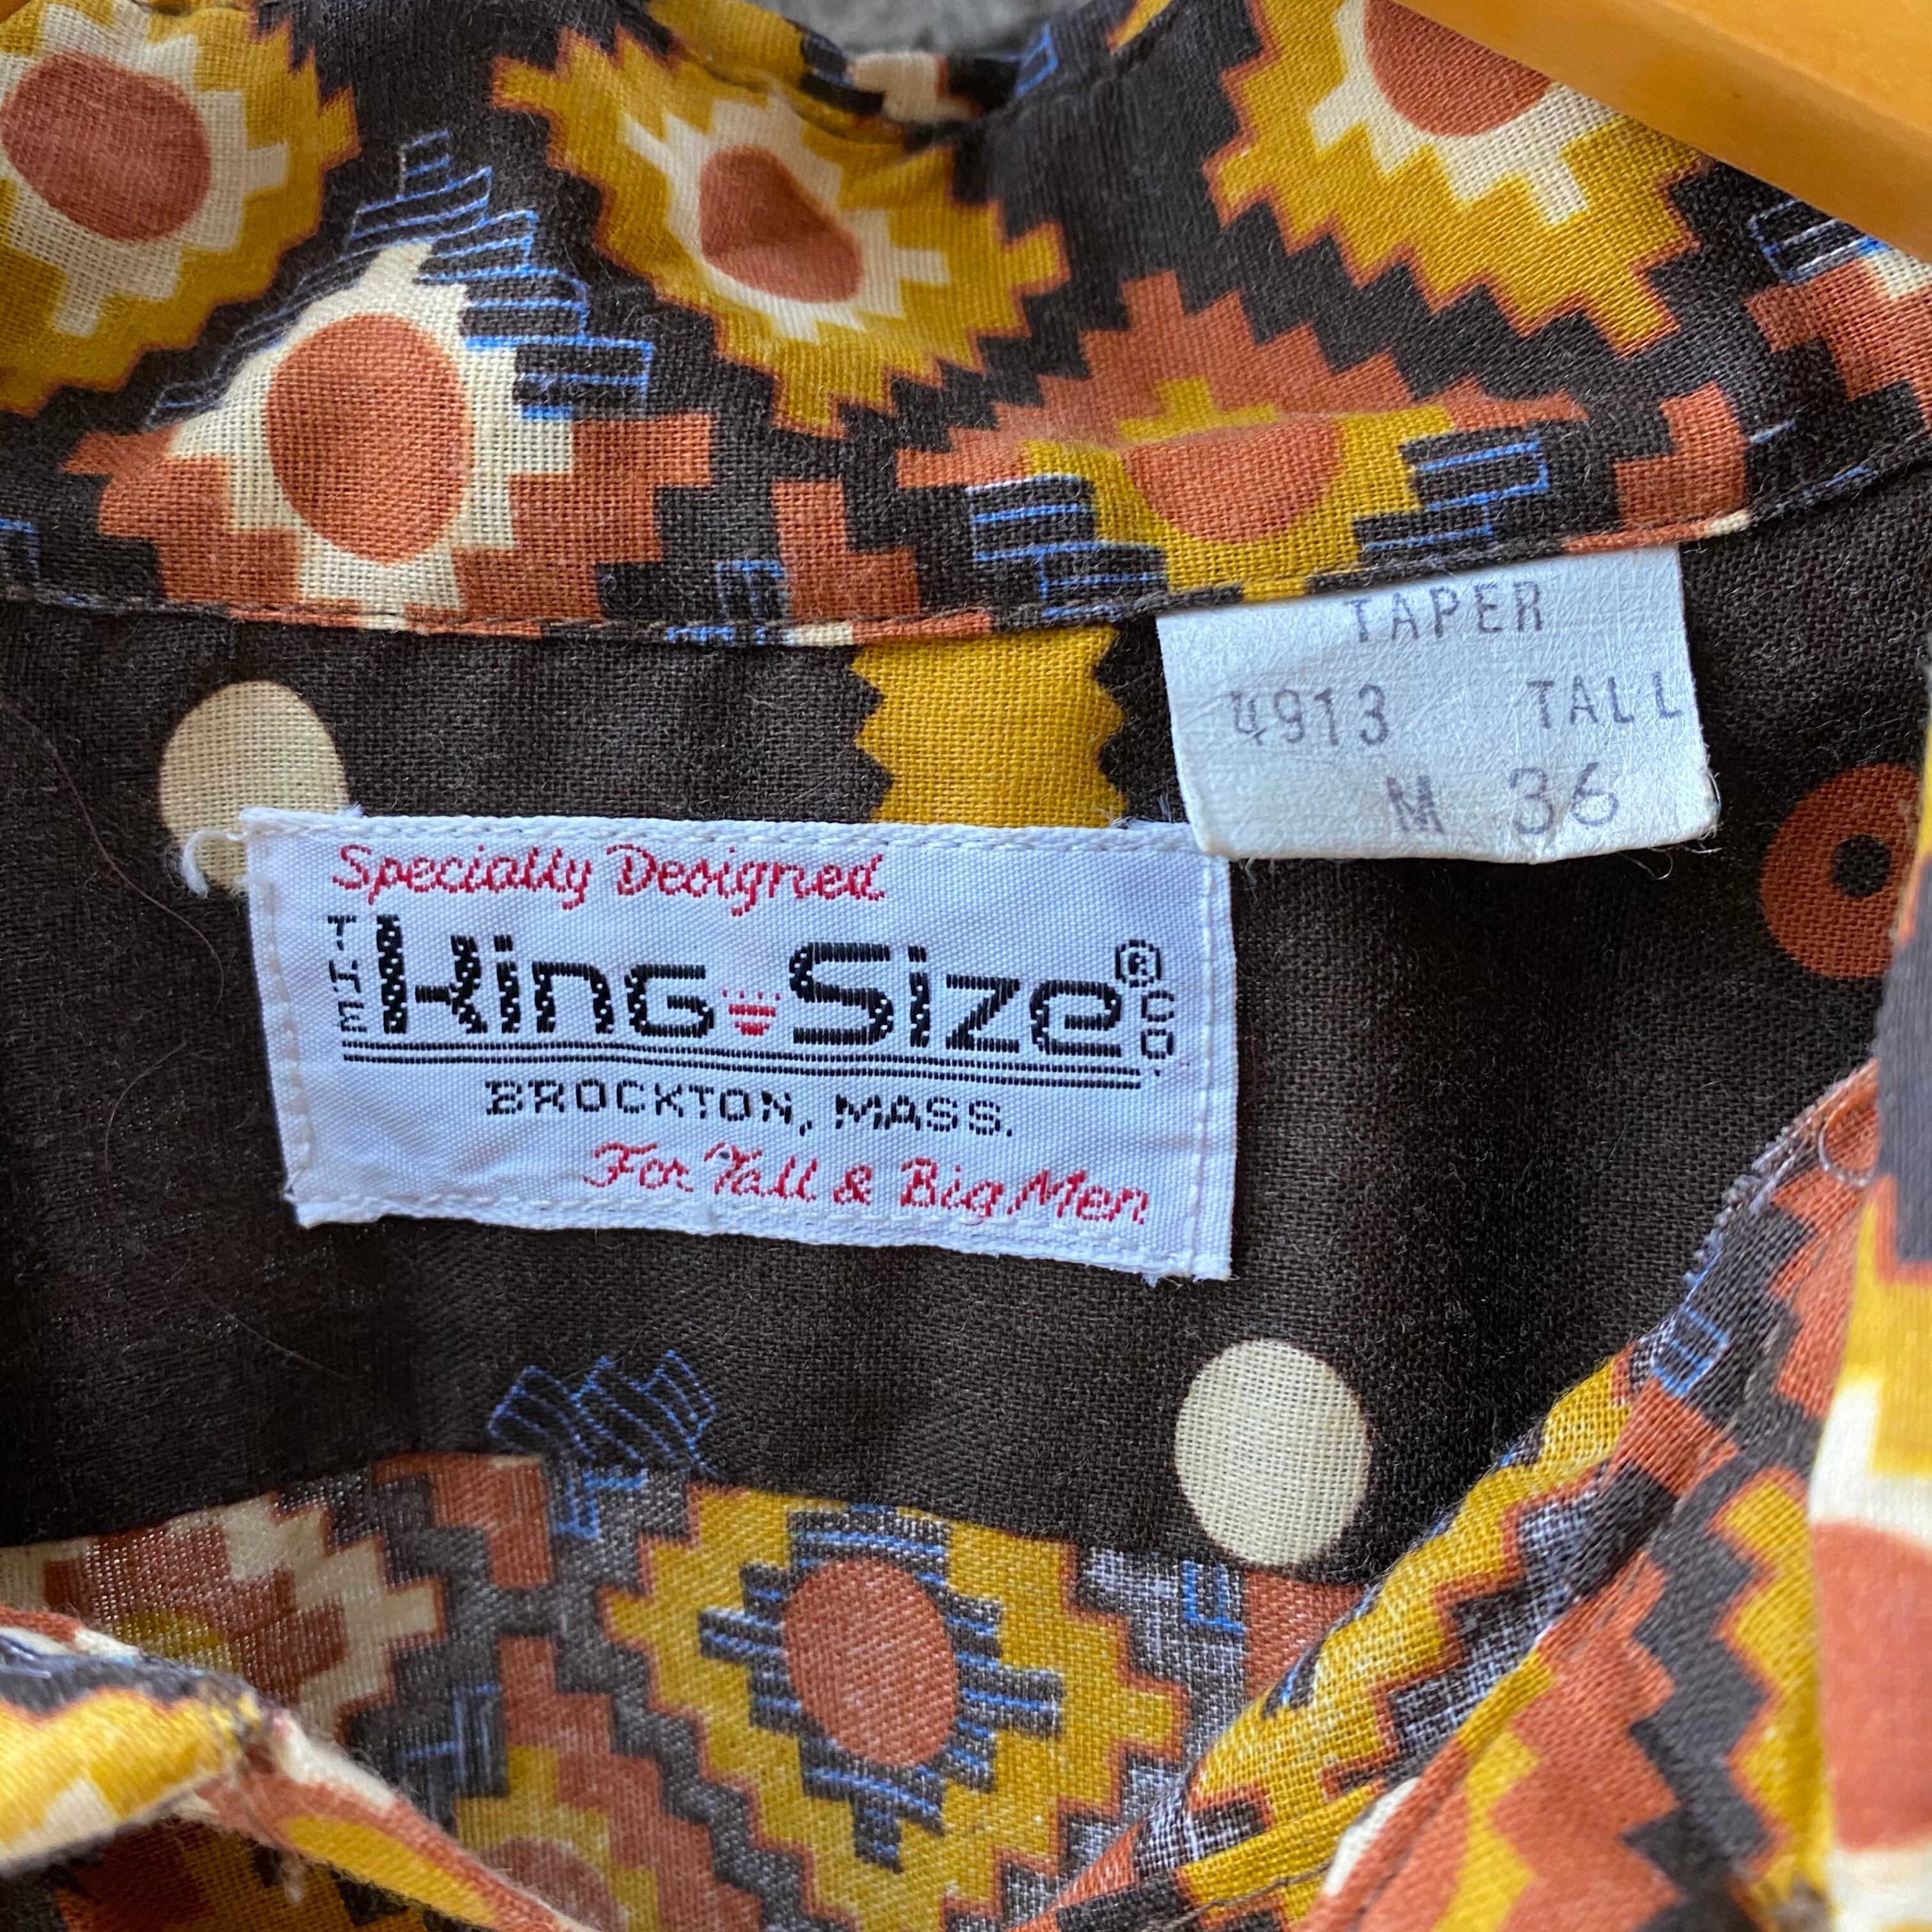 TAPER
4913 TALL
M 36
Specially Designed
THE King Size ® CO.
BROCKTON, MASS.
For Tall & Big Men